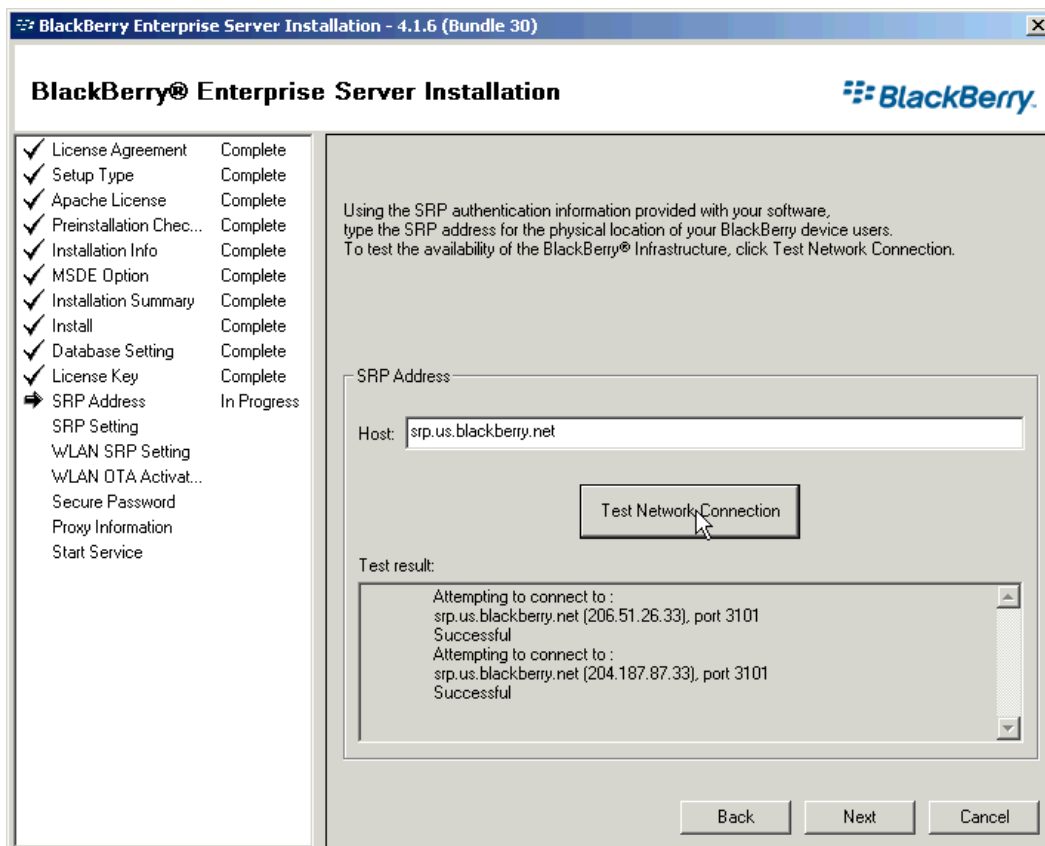 BlackBerry Enterprise Server Installation - 4.1.6 (Bundle 30)
BlackBerry® Enterprise Server Installation
BlackBerry.
License Agreement Complete
Setup Type Complete
Apache License Complete
Preinstallation Chec... Complete
Installation Info Complete
MSDE Option Complete
Installation Summary Complete
Install Complete
Database Setting Complete
License Key Complete
SRP Address In Progress
SRP Setting
WLAN SRP Setting
WLAN OTA Activat...
Secure Password
Proxy Information
Start Service
Using the SRP authentication information provided with your software,
type the SRP address for the physical location of your BlackBerry device users.
To test the availability of the BlackBerry® Infrastructure, click Test Network Connection.
SRP Address
Host: srp.us.blackberry.net
Test Network Connection
Test result:
Attempting to connect to :
srp.us.blackberry.net (206.51.26.33), port 3101
Successful
Attempting to connect to :
srp.us.blackberry.net (204.187.87.33), port 3101
Successful
Back Next Cancel